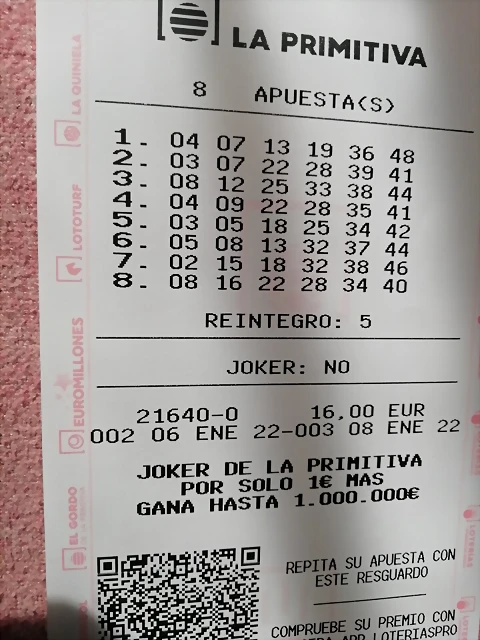 LA PRIMITIVA
8 APUESTA(S)
1- 04 07 13 19 36 48
2- 03 07 22 28 39 41
3- 08 12 25 33 38 44
4- 04 09 22 28 35 41
5- 03 05 18 25 34 42
6- 05 08 13 32 37 44
7- 02 15 18 32 38 46
8- 08 16 22 28 34 40
REINTEGRO: 5
JOKER: NO
21640-0 16,00 EUR
002 06 ENE 22-003 08 ENE 22
JOKER DE LA PRIMITIVA
POR SOLO 1€ MAS
GANA HASTA 1.000.000€
REPITA SU APUESTA CON
ESTE RESGUARDO
COMPRUEBE SU PREMIO CON
APP LOTERIASPRO
LA QUINIELA
LOTOTURF
EUROMILLONES
EL GORDO
DE LA PRIMITIVA